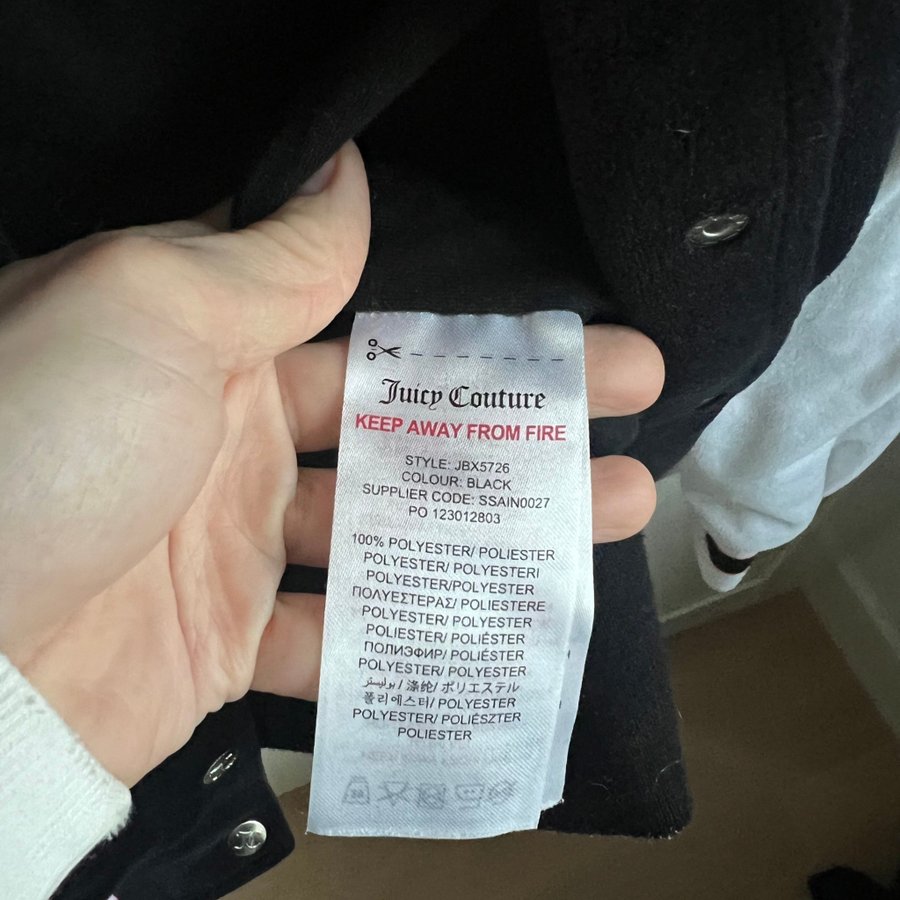 Juicy Couture
KEEP AWAY FROM FIRE
STYLE: JBX5726
COLOUR: BLACK
SUPPLIER CODE: SSAIN0027
PO 123012803
100% POLYESTER/ POLIESTER
POLYESTER/ POLYESTERI
POLYESTER/POLYESTER
ΠΟΛΥΕΣΤΕΡΑΣ/ POLIESTERE
POLYESTER/ POLYESTER
POLIESTER/ POLIÉSTER
ПОЛИЭФИР/ POLIÉSTER
POLYESTER/ POLYESTER
بوليستر / 涤纶/ ポリエステル
폴리에스터/ POLYESTER
POLYESTER/ POLIÉSZTER
POLIESTER